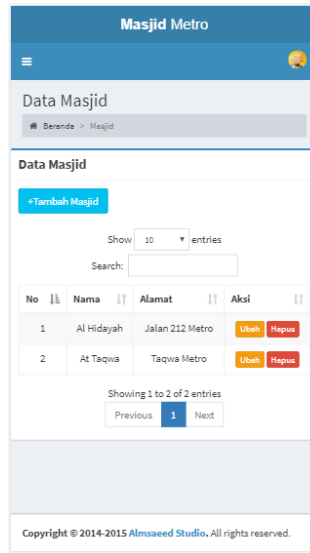 Masjid Metro
Data Masjid
Beranda > Masjid
Data Masjid
+Tambah Masjid
Show 10 entries
Search:
No Nama Alamat Aksi
1 Al Hidayah Jalan 212 Metro Ubah Hapus
2 At Taqwa Taqwa Metro Ubah Hapus
Showing 1 to 2 of 2 entries
Previous 1 Next
Copyright © 2014-2015 Almsaeed Studio. All rights reserved.